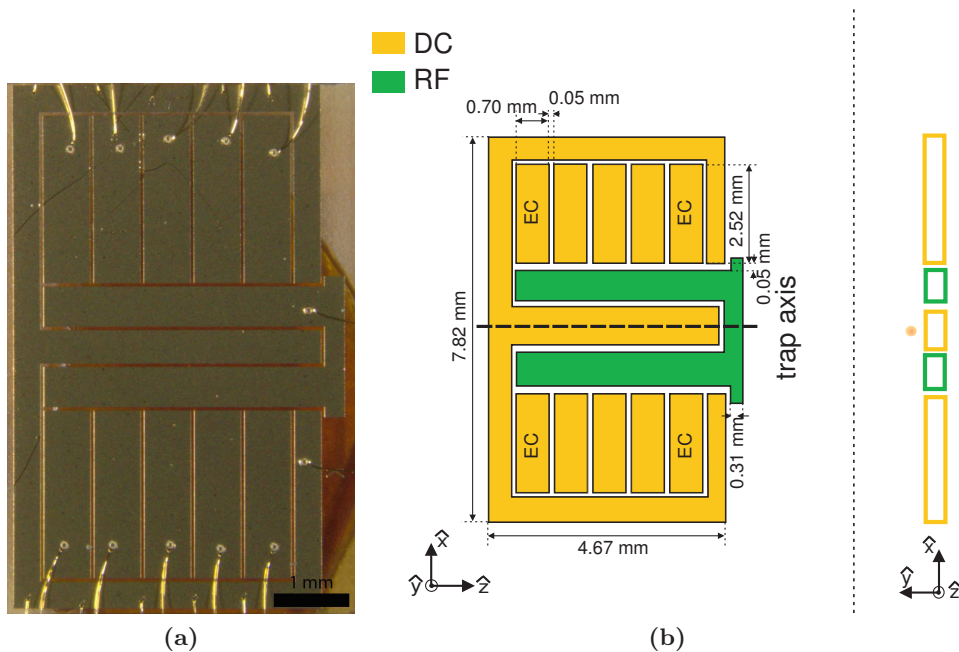 DC
RF
0.70 mm
0.05 mm
EC
EC
2.52 mm
0.05 mm
7.82 mm
trap axis
EC
EC
0.31 mm
4.67 mm
x̂
ŷ
ẑ
x̂
ŷ
ẑ
1 mm
(a)
(b)